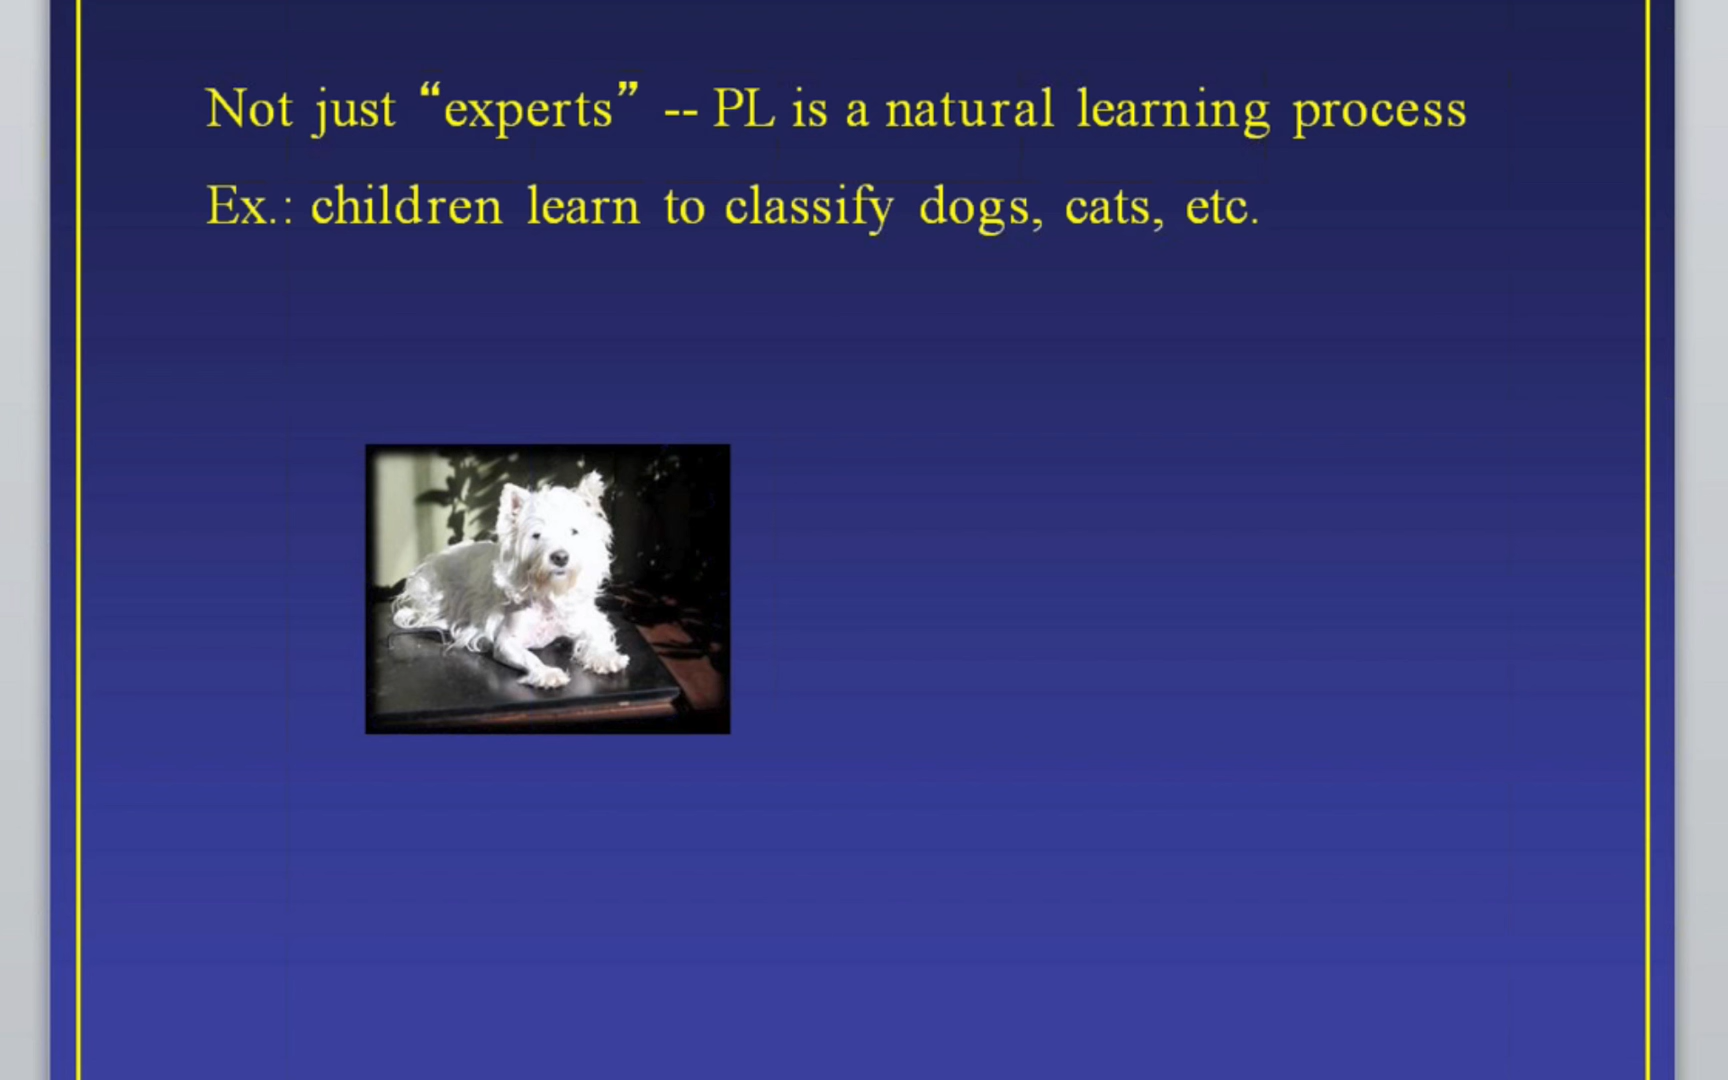 Not just “experts” -- PL is a natural learning process
Ex.: children learn to classify dogs, cats, etc.